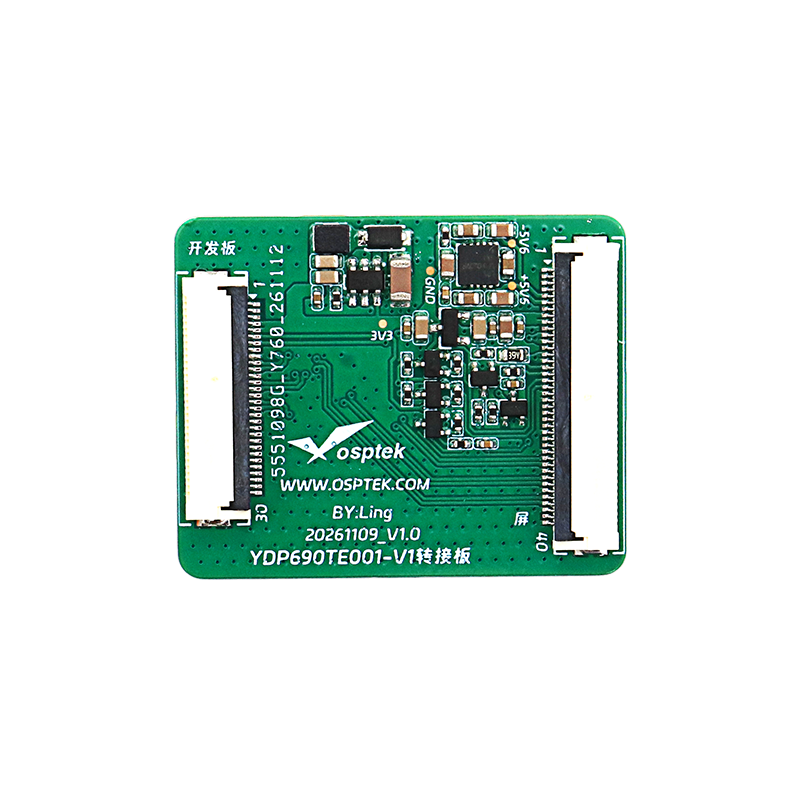 开发板
1
5551098G_Y760_261112
30
3V3
GND
-5V6
+5V6
1
屏
40
osptek
WWW.OSPTEK.COM
BY:Ling
20261109_V1.0
YDP690TE001-V1转接板